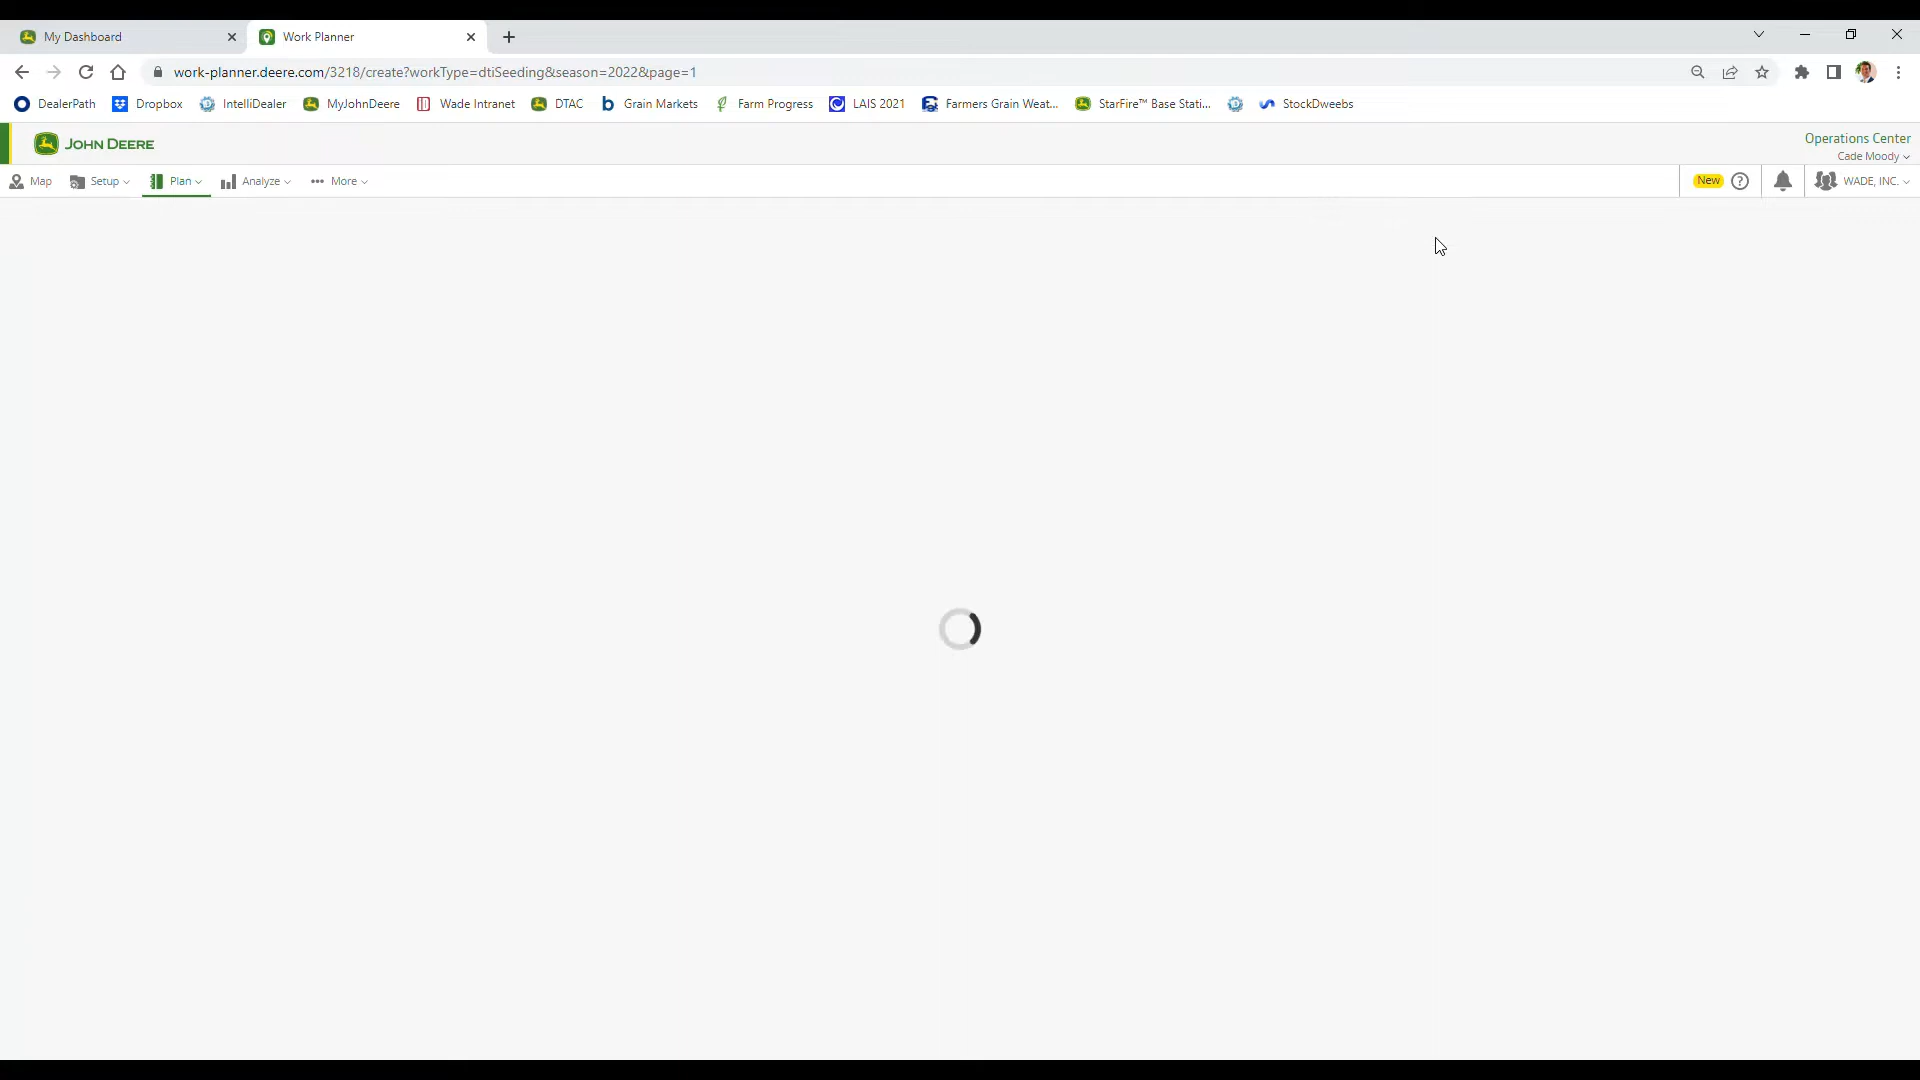 My Dashboard
Work Planner
work-planner.deere.com/3218/create?workType=dtiSeeding&season=2022&page=1
DealerPath Dropbox IntelliDealer MyJohnDeere Wade Intranet DTAC Grain Markets Farm Progress LAIS 2021 Farmers Grain Weat... StarFire™ Base Stati... StockDweebs
JOHN DEERE
Operations Center
Cade Moody
Map Setup Plan Analyze More New WADE, INC.